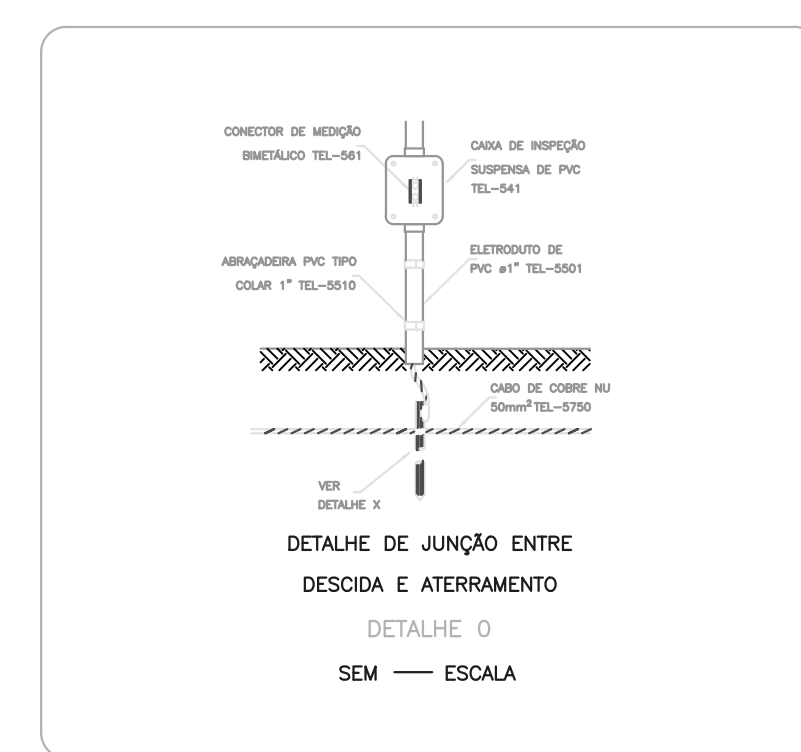 CONECTOR DE MEDIÇÃO
BIMETÁLICO TEL-561
CAIXA DE INSPEÇÃO
SUSPENSA DE PVC
TEL-541
ABRAÇADEIRA PVC TIPO
COLAR 1" TEL-5510
ELETRODUTO DE
PVC ø1" TEL-5501
CABO DE COBRE NU
50mm² TEL-5750
VER
DETALHE X
DETALHE DE JUNÇÃO ENTRE
DESCIDA E ATERRAMENTO
DETALHE O
SEM — ESCALA